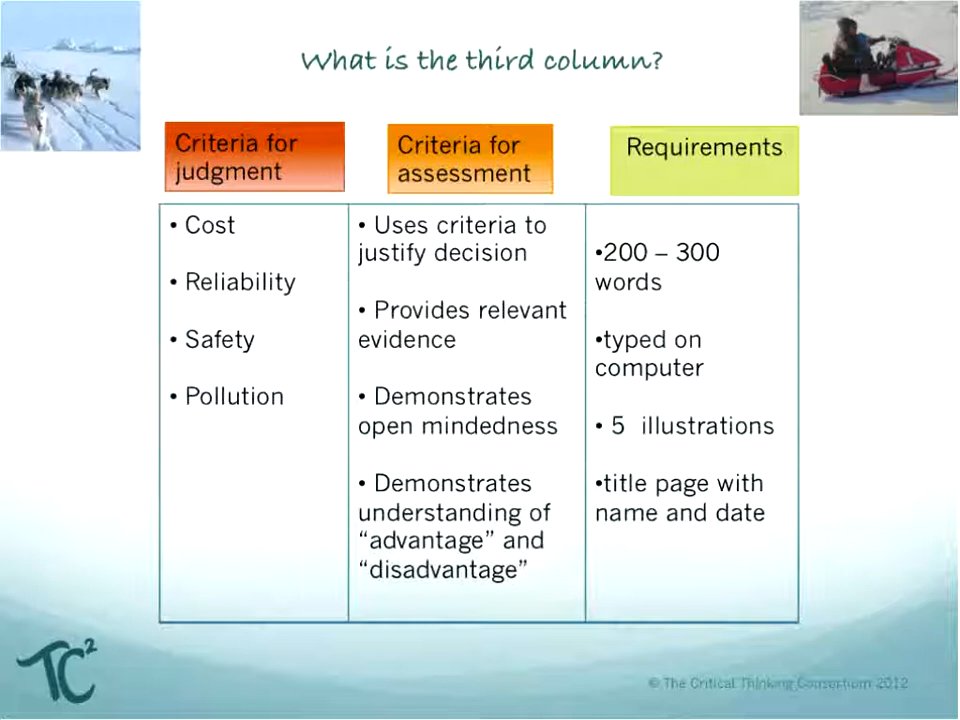 What is the third column?
Criteria for
judgment
Criteria for
assessment
Requirements
• Cost
• Reliability
• Safety
• Pollution
• Uses criteria to
justify decision
• Provides relevant
evidence
• Demonstrates
open mindedness
• Demonstrates
understanding of
“advantage” and
“disadvantage”
•200 – 300
words
•typed on
computer
• 5 illustrations
•title page with
name and date
TC²
© The Critical Thinking Consortium 2012